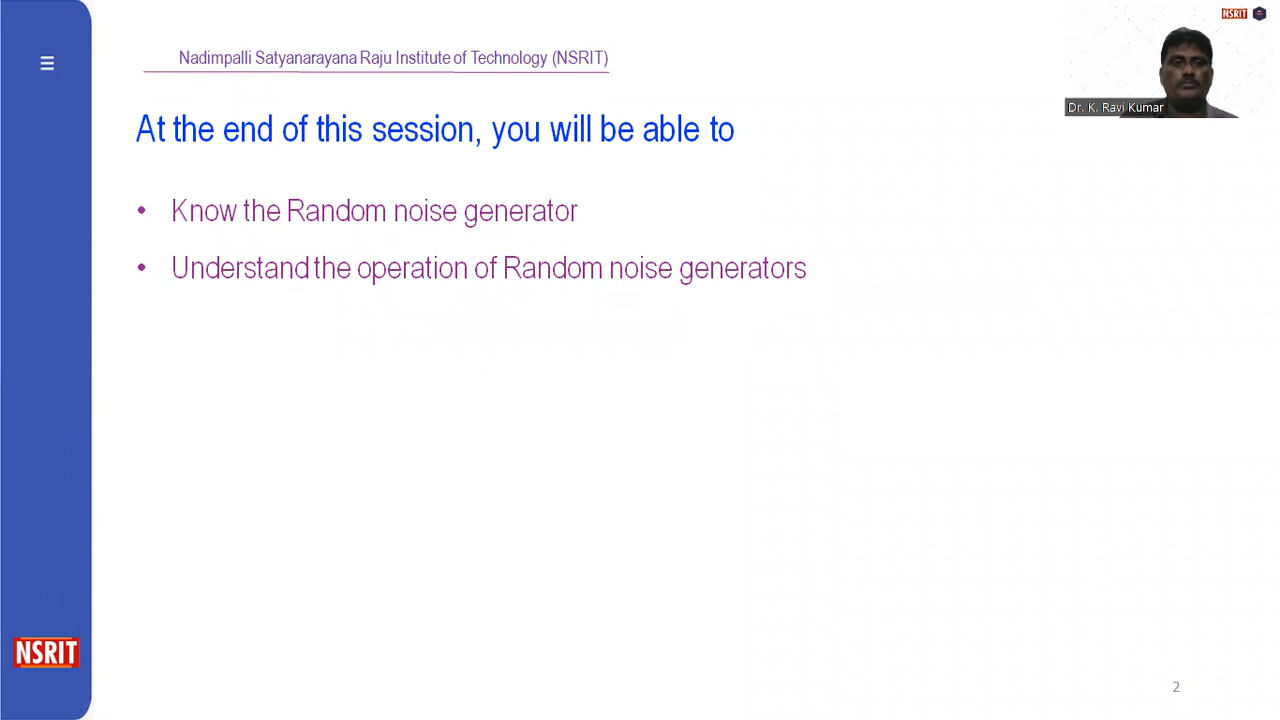 NSRIT
Nadimpalli Satyanarayana Raju Institute of Technology (NSRIT)
Dr. K. Ravi Kumar
At the end of this session, you will be able to
• Know the Random noise generator
• Understand the operation of Random noise generators
NSRIT
2